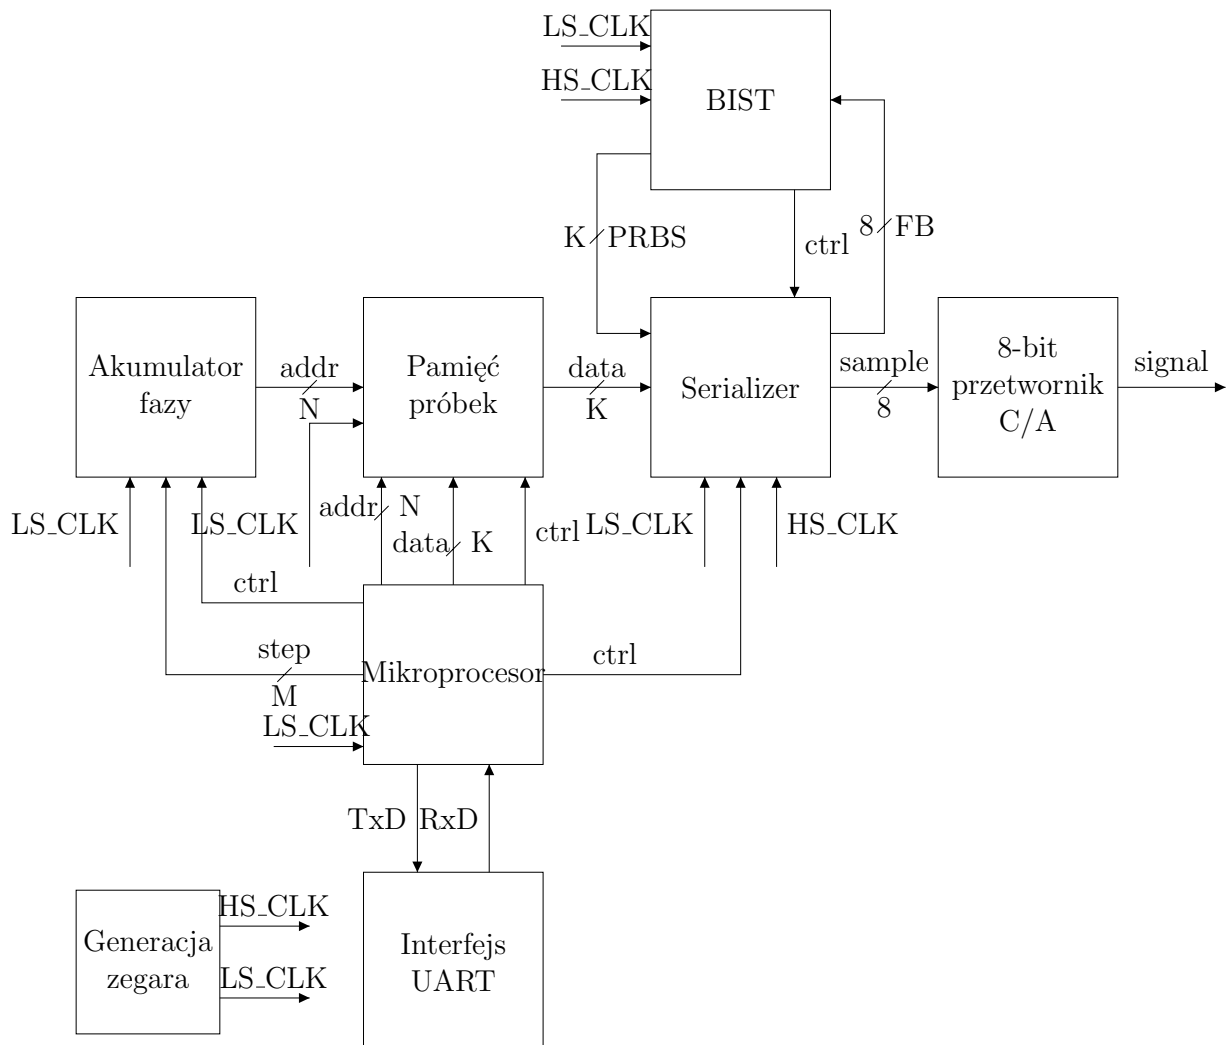 LS_CLK
HS_CLK
BIST
K
PRBS
ctrl
8
FB
Akumulator
fazy
addr
N
Pamięć
próbek
data
K
Serializer
sample
8
8-bit
przetwornik
C/A
signal
LS_CLK
LS_CLK
addr
N
data
K
ctrl
LS_CLK
HS_CLK
ctrl
step
M
Mikroprocesor
ctrl
LS_CLK
TxD
RxD
HS_CLK
Generacja
zegara
LS_CLK
Interfejs
UART